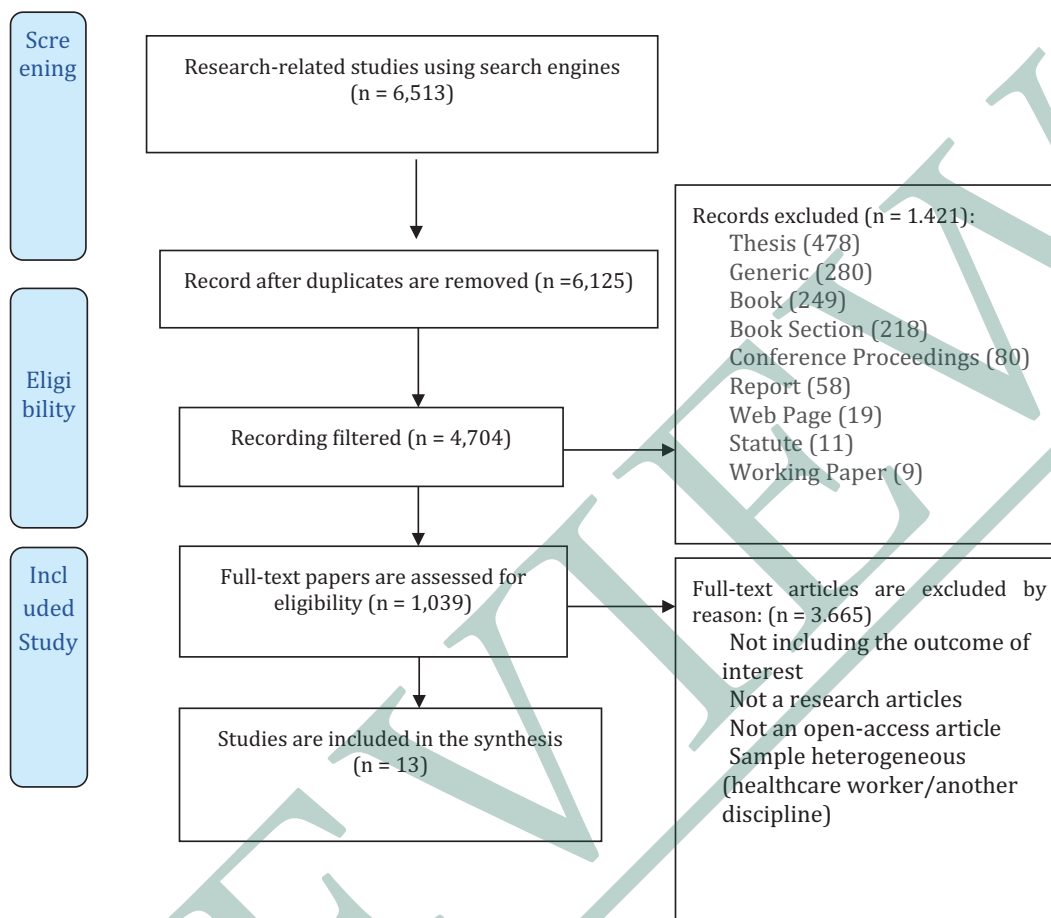 Scre
ening
Research-related studies using search engines
(n = 6,513)
Record after duplicates are removed (n =6,125)
Records excluded (n = 1.421):
Thesis (478)
Generic (280)
Book (249)
Book Section (218)
Conference Proceedings (80)
Report (58)
Web Page (19)
Statute (11)
Working Paper (9)
Eligi
bility
Recording filtered (n = 4,704)
Incl
uded
Study
Full-text papers are assessed for
eligibility (n = 1,039)
Full-text articles are excluded by
reason: (n = 3.665)
Not including the outcome of
interest
Not a research articles
Not an open-access article
Sample heterogeneous
(healthcare worker/another
discipline)
Studies are included in the synthesis
(n = 13)
EVIEW